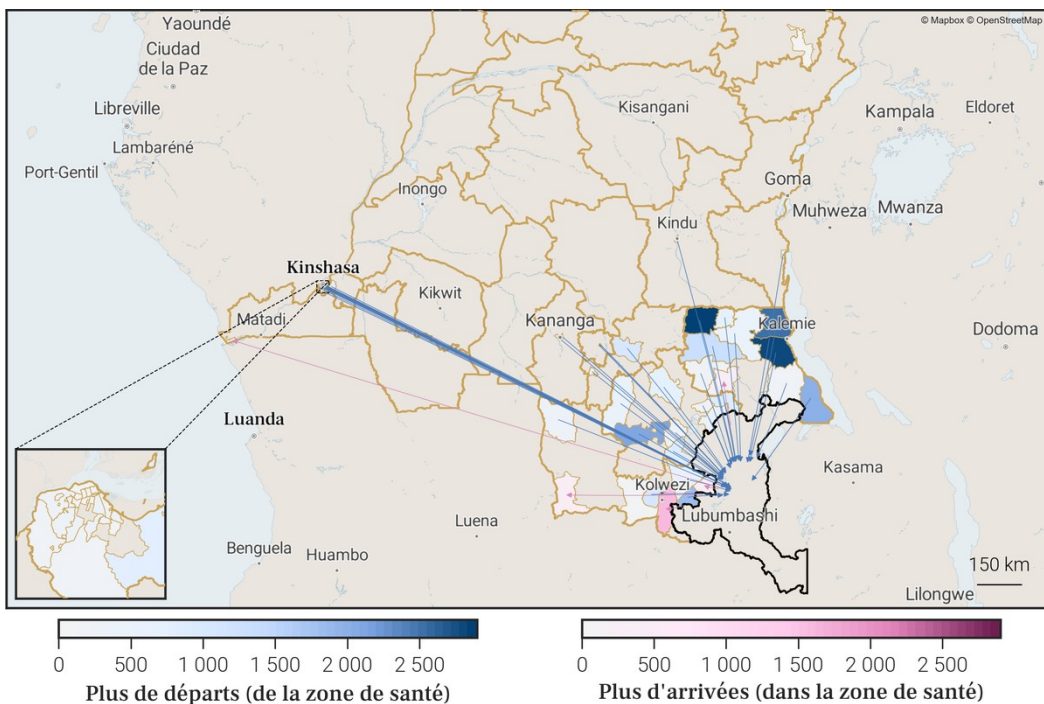 © Mapbox © OpenStreetMap
Yaoundé
Ciudad
de la Paz
Libreville
Lambaréné
Port-Gentil
Kisangani
Kampala
Eldoret
Inongo
Goma
Muhweza
Mwanza
Kindu
Kinshasa
Matadi
Kikwit
Kananga
Kalemie
Dodoma
Luanda
Kasama
Kolwezi
Luena
Lubumbashi
Benguela
Huambo
150 km
Lilongwe
0 500 1 000 1 500 2 000 2 500
Plus de départs (de la zone de santé)
0 500 1 000 1 500 2 000 2 500
Plus d'arrivées (dans la zone de santé)